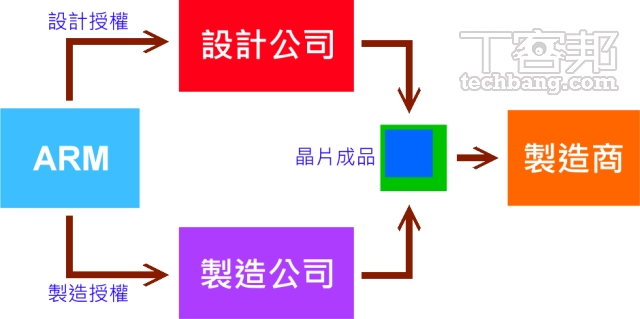 設計授權
設計公司
T客邦
techbang.com
ARM
晶片成品
製造商
製造公司
製造授權